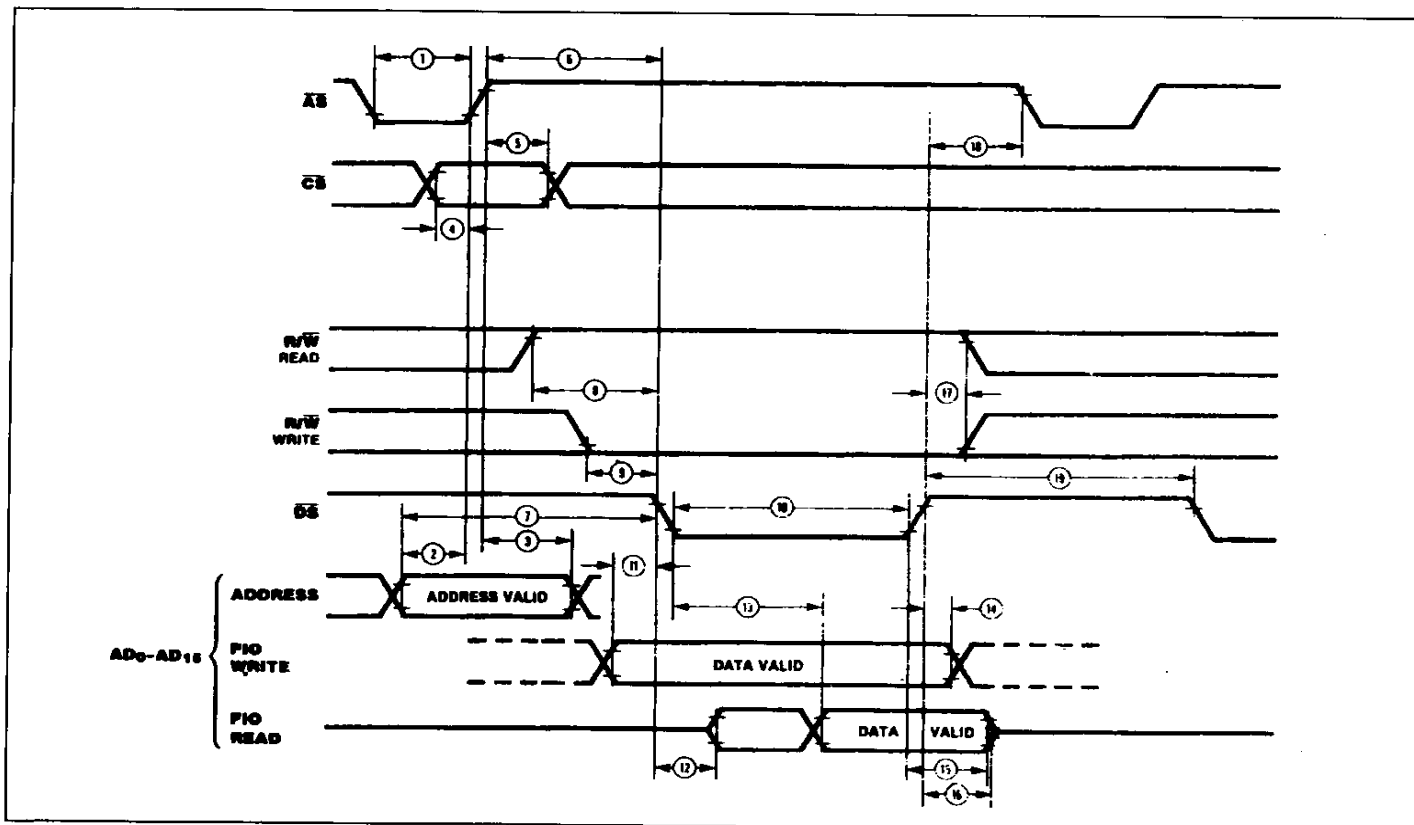 1
6
AS
5
18
CS
4
R/W
READ
8
17
R/W
WRITE
9
19
DS
7
10
2
3
11
ADDRESS
ADDRESS VALID
13
14
AD0-AD15
PIO
WRITE
DATA VALID
PIO
READ
DATA VALID
12
15
16